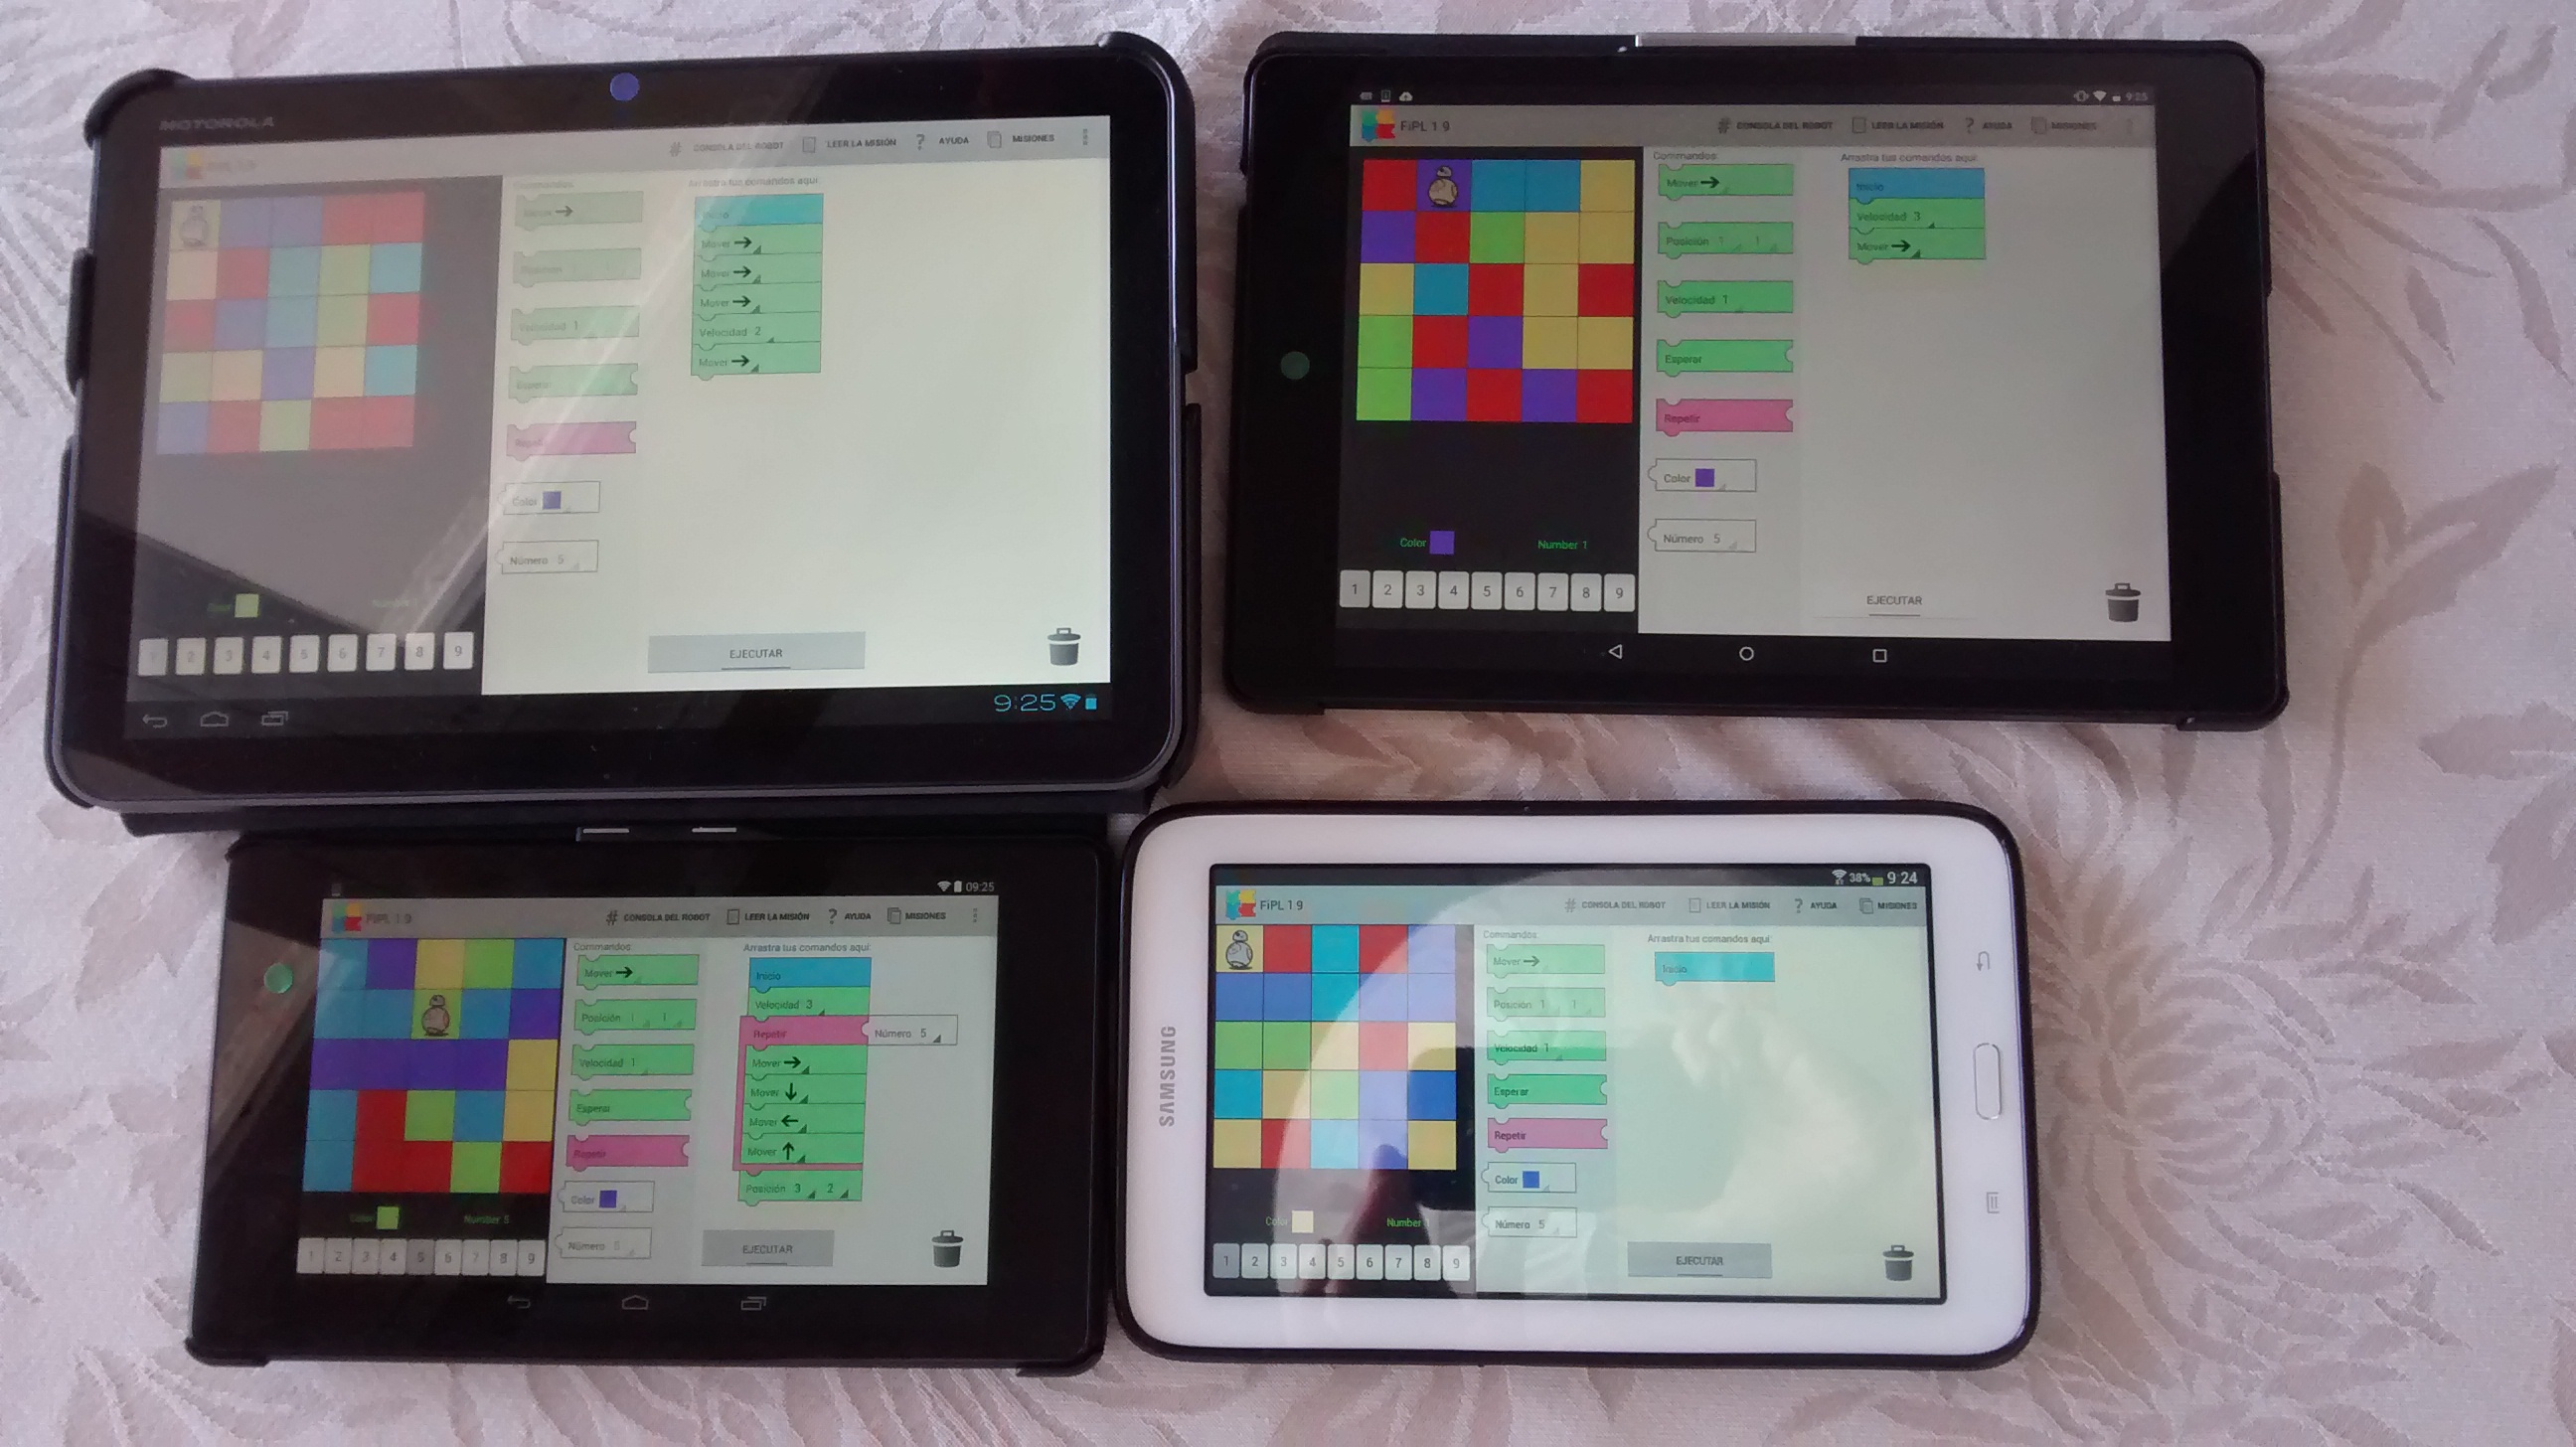 MOTOROLA
# CONSOLA DEL ROBOT LEER LA MISIÓN ? AYUDA MISIONES
Commandos: Arrastra tus comandos aquí:
Mover → Inicio
Mover →
Mover →
Mover →
Velocidad 1 Velocidad 2
Mover →
Esperar
Repetir
Color
Número 5
Color Number
1 2 3 4 5 6 7 8 9
EJECUTAR
9:25
9:25
FiPL 1.9 # CONSOLA DEL ROBOT LEER LA MISIÓN ? AYUDA MISIONES
Commandos: Arrastra tus comandos aquí:
Mover → Inicio
Velocidad 3
Posición 1 1 Mover →
Velocidad 1
Esperar
Repetir
Color
Número 5
Color Number 1
1 2 3 4 5 6 7 8 9
EJECUTAR
09:25
FiPL 1.9 # CONSOLA DEL ROBOT LEER LA MISIÓN ? AYUDA MISIONES
Commandos: Arrastra tus comandos aquí:
Mover → Inicio
Posición 1 1 Velocidad 3
Repetir Número 5
Velocidad 1 Mover →
Mover ↓
Esperar Mover ←
Repetir Mover ↑
Color Posición 3 2
Número
Color Number 5
1 2 3 4 5 6 7 8 9
EJECUTAR
SAMSUNG
38% 9:24
FiPL 1.9 # CONSOLA DEL ROBOT LEER LA MISIÓN ? AYUDA MISIONES
Commandos: Arrastra tus comandos aquí:
Mover → Inicio
Posición 1 1
Velocidad 1
Esperar
Repetir
Color
Número 5
Color Number
1 2 3 4 5 6 7 8 9
EJECUTAR